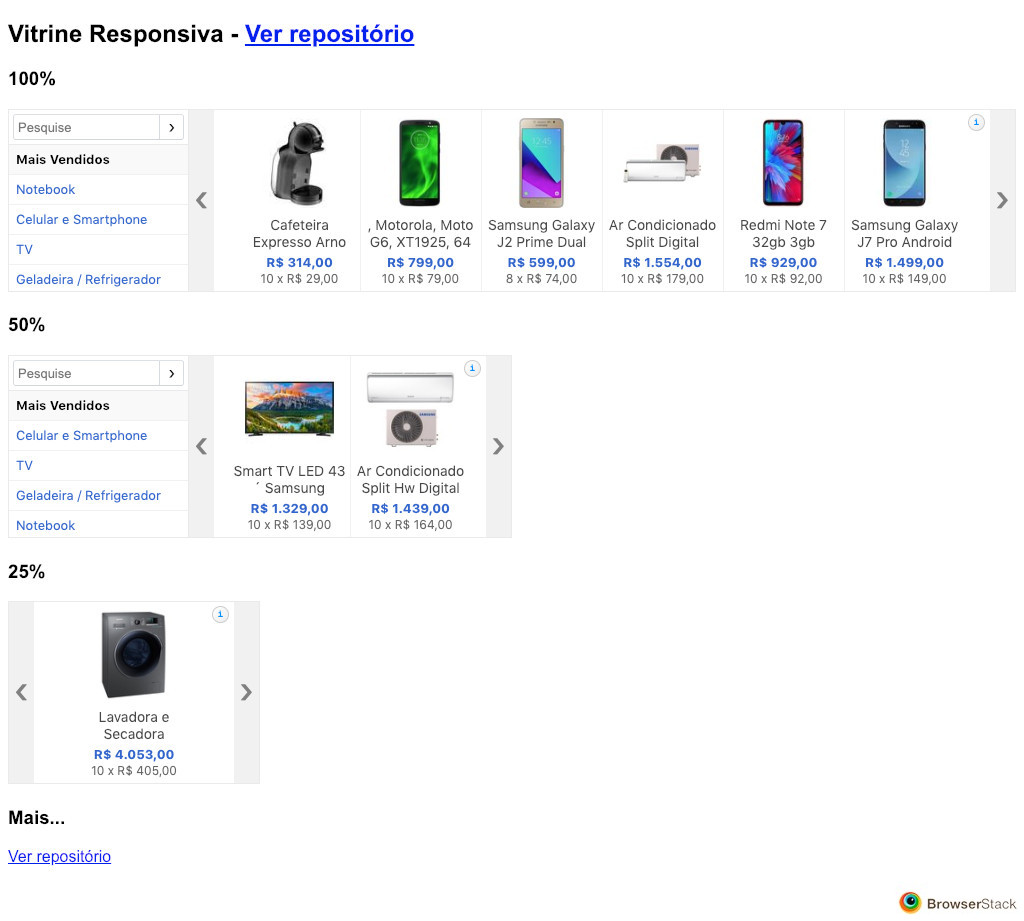 Vitrine Responsiva - Ver repositório
100%
Pesquise
Mais Vendidos
Notebook
Celular e Smartphone
TV
Geladeira / Refrigerador
Cafeteira
Expresso Arno
R$ 314,00
10 x R$ 29,00
, Motorola, Moto
G6, XT1925, 64
R$ 799,00
10 x R$ 79,00
Samsung Galaxy
J2 Prime Dual
R$ 599,00
8 x R$ 74,00
Ar Condicionado
Split Digital
R$ 1.554,00
10 x R$ 179,00
Redmi Note 7
32gb 3gb
R$ 929,00
10 x R$ 92,00
Samsung Galaxy
J7 Pro Android
R$ 1.499,00
10 x R$ 149,00
50%
Pesquise
Mais Vendidos
Celular e Smartphone
TV
Geladeira / Refrigerador
Notebook
Smart TV LED 43
´ Samsung
R$ 1.329,00
10 x R$ 139,00
Ar Condicionado
Split Hw Digital
R$ 1.439,00
10 x R$ 164,00
25%
Lavadora e
Secadora
R$ 4.053,00
10 x R$ 405,00
Mais...
Ver repositório
BrowserStack